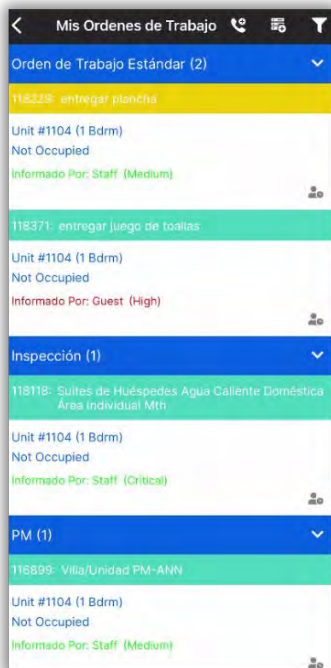 Mis Ordenes de Trabajo
Orden de Trabajo Estándar (2)
118229: entregar plancha
Unit #1104 (1 Bdrm)
Not Occupied
Informado Por: Staff (Medium)
118371: entregar juego de toallas
Unit #1104 (1 Bdrm)
Not Occupied
Informado Por: Guest (High)
Inspección (1)
118118: Suites de Huéspedes Agua Caliente Doméstica
Área Individual Mth
Unit #1104 (1 Bdrm)
Not Occupied
Informado Por: Staff (Critical)
PM (1)
116899: Villa/Unidad PM-ANN
Unit #1104 (1 Bdrm)
Not Occupied
Informado Por: Staff (Medium)